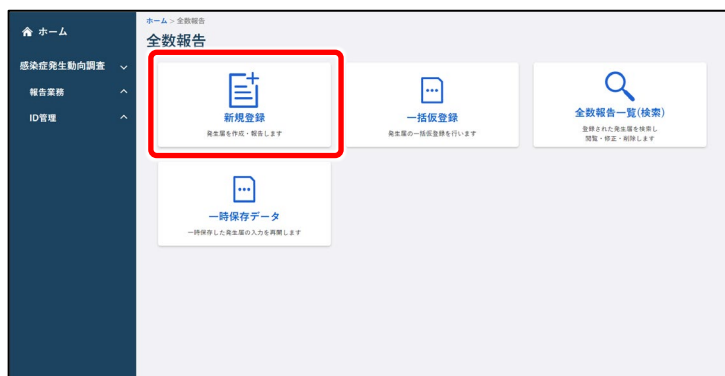 ホーム > 全数報告
ホーム
全数報告
感染症発生動向調査
報告業務
ID管理
新規登録
発生届を作成・報告します
一括仮登録
発生届の一括仮登録を行います
全数報告一覧(検索)
登録された発生届を検索し
閲覧・修正・削除します
一時保存データ
一時保存した発生届の入力を再開します